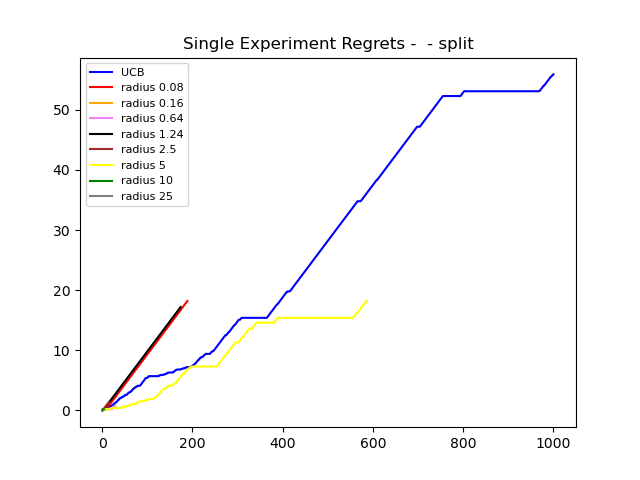 Single Experiment Regrets -  - split
UCB
radius 0.08
radius 0.16
radius 0.64
radius 1.24
radius 2.5
radius 5
radius 10
radius 25
50
40
30
20
10
0
0 200 400 600 800 1000